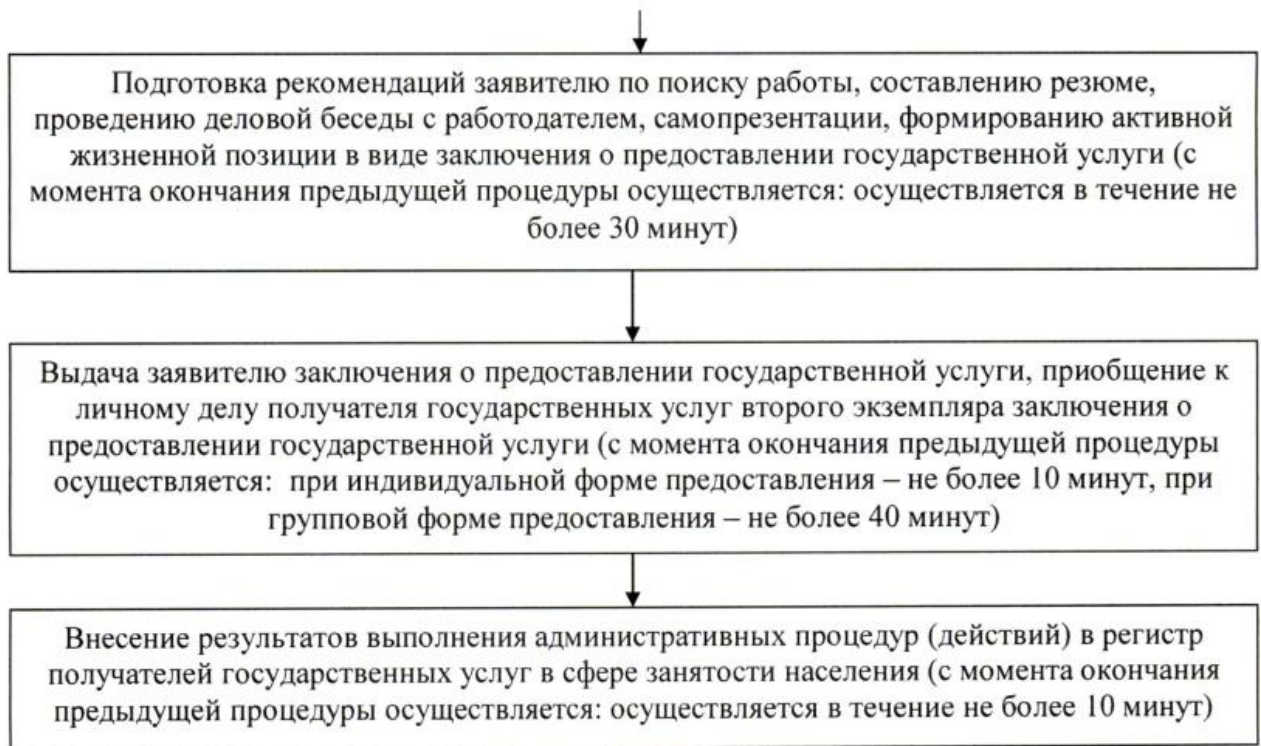 Подготовка рекомендаций заявителю по поиску работы, составлению резюме,
проведению деловой беседы с работодателем, самопрезентации, формированию активной
жизненной позиции в виде заключения о предоставлении государственной услуги (с
момента окончания предыдущей процедуры осуществляется: осуществляется в течение не
более 30 минут)
Выдача заявителю заключения о предоставлении государственной услуги, приобщение к
личному делу получателя государственных услуг второго экземпляра заключения о
предоставлении государственной услуги (с момента окончания предыдущей процедуры
осуществляется:  при индивидуальной форме предоставления – не более 10 минут, при
групповой форме предоставления – не более 40 минут)
Внесение результатов выполнения административных процедур (действий) в регистр
получателей государственных услуг в сфере занятости населения (с момента окончания
предыдущей процедуры осуществляется: осуществляется в течение не более 10 минут)